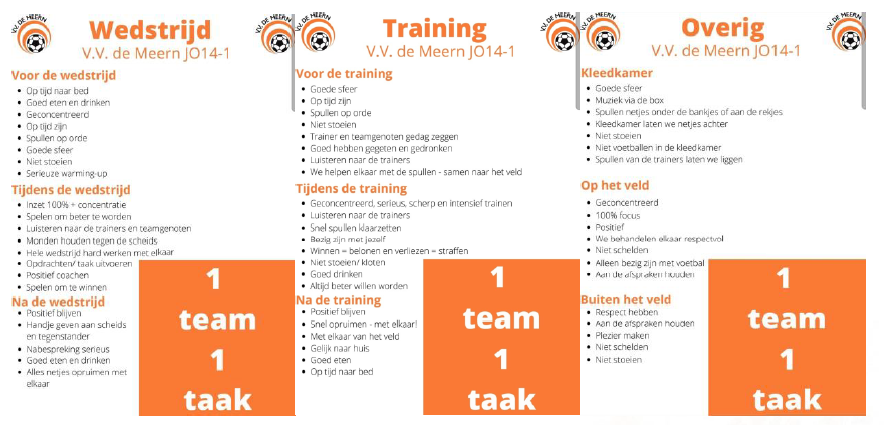 V.V. DE MEERN
Wedstrijd
V.V. de Meern JO14-1
Voor de wedstrijd
• Op tijd naar bed
• Goed eten en drinken
• Geconcentreerd
• Op tijd zijn
• Spullen op orde
• Goede sfeer
• Niet stoeien
• Serieuze warming-up
Tijdens de wedstrijd
• Inzet 100% + concentratie
• Spelen om beter te worden
• Luisteren naar de trainers en teamgenoten
• Monden houden tegen de scheids
• Hele wedstrijd hard werken met elkaar
• Opdrachten/ taak uitvoeren
• Positief coachen
• Spelen om te winnen
Na de wedstrijd
• Positief blijven
• Handje geven aan scheids
en tegenstander
• Nabespreking serieus
• Goed eten en drinken
• Alles netjes opruimen met
elkaar
1
team
1
taak
V.V. DE MEERN
V.V. DE MEERN
Training
V.V. de Meern JO14-1
Voor de training
• Goede sfeer
• Op tijd zijn
• Spullen op orde
• Niet stoeien
• Trainer en teamgenoten gedag zeggen
• Goed hebben gegeten en gedronken
• Luisteren naar de trainers
• We helpen elkaar met de spullen - samen naar het veld
Tijdens de training
• Geconcentreerd, serieus, scherp en intensief trainen
• Luisteren naar de trainers
• Snel spullen klaarzetten
• Bezig zijn met jezelf
• Winnen = belonen en verliezen = straffen
• Niet stoeien/ kloten
• Goed drinken
• Altijd beter willen worden
Na de training
• Positief blijven
• Snel opruimen - met elkaar!
• Met elkaar van het veld
• Gelijk naar huis
• Goed eten
• Op tijd naar bed
1
team
1
taak
V.V. DE MEERN
V.V. DE MEERN
Overig
V.V. de Meern JO14-1
Kleedkamer
• Goede sfeer
• Muziek via de box
• Spullen netjes onder de bankjes of aan de rekjes
• Kleedkamer laten we netjes achter
• Niet stoeien
• Niet voetballen in de kleedkamer
• Spullen van de trainers laten we liggen
Op het veld
• Geconcentreerd
• 100% focus
• Positief
• We behandelen elkaar respectvol
• Niet schelden
• Alleen bezig zijn met voetbal
• Aan de afspraken houden
Buiten het veld
• Respect hebben
• Aan de afspraken houden
• Plezier maken
• Niet schelden
• Niet stoeien
1
team
1
taak
V.V. DE MEERN